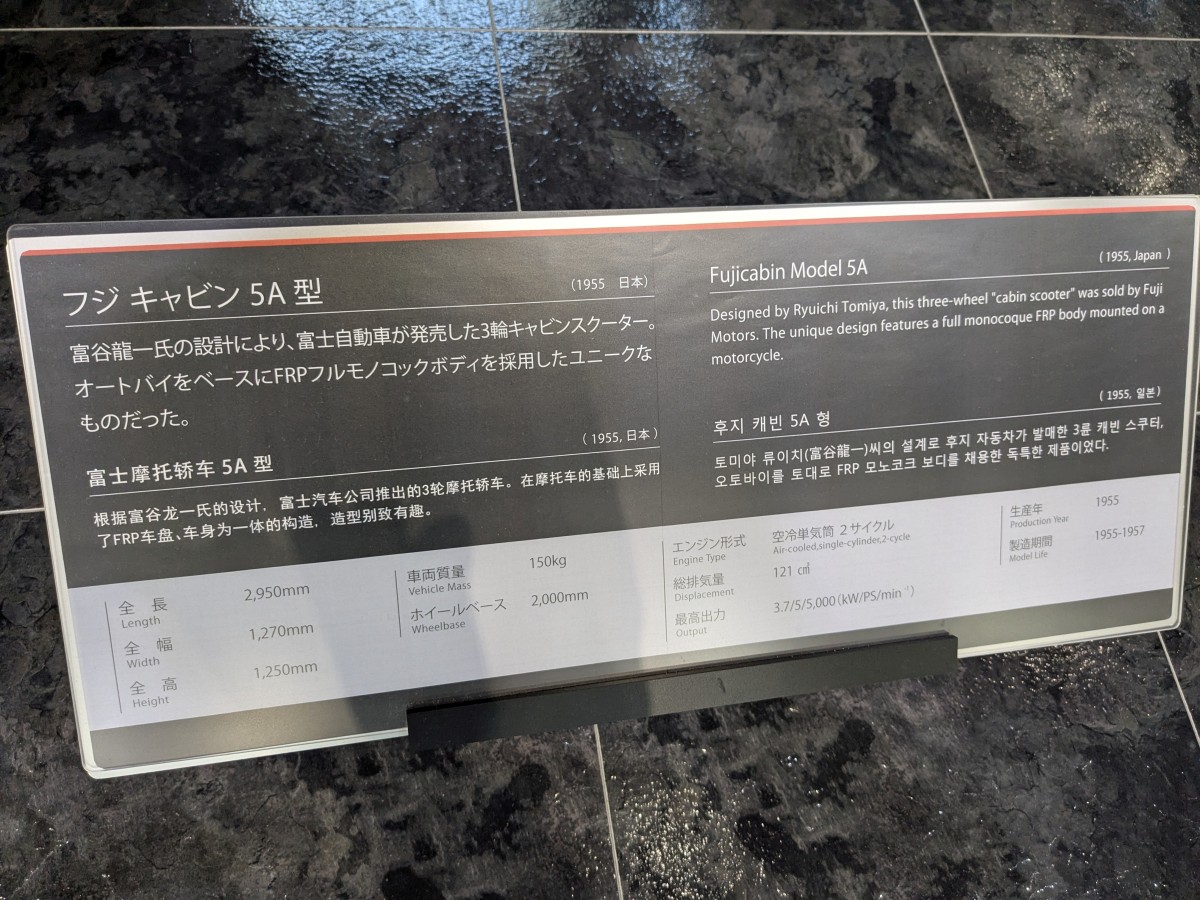 フジ キャビン 5A 型
（1955　日本）
富谷龍一氏の設計により、富士自動車が発売した3輪キャビンスクーター。
オートバイをベースにFRPフルモノコックボディを採用したユニークな
ものだった。
富士摩托轿车 5A 型
（1955, 日本）
根据富谷龙一氏的设计，富士汽车公司推出的3轮摩托轿车。在摩托车的基础上采用
了FRP车盘、车身为一体的构造，造型别致有趣。
Fujicabin Model 5A
( 1955, Japan )
Designed by Ryuichi Tomiya, this three-wheel "cabin scooter" was sold by Fuji
Motors. The unique design features a full monocoque FRP body mounted on a
motorcycle.
후지 캐빈 5A 형
( 1955, 일본)
토미야 류이치(富谷龍一)씨의 설계로 후지 자동차가 발매한 3륜 캐빈 스쿠터,
오토바이를 토대로 FRP 모노코크 보디를 채용한 독특한 제품이었다.
全　長 2,950mm
Length
全　幅 1,270mm
Width
全　高 1,250mm
Height
車両質量 150kg
Vehicle Mass
ホイールベース 2,000mm
Wheelbase
エンジン形式 空冷単気筒 2サイクル
Engine Type Air-cooled,single-cylinder,2-cycle
総排気量 121 ㎤
Displacement
最高出力 3.7/5/5,000（kW/PS/min⁻¹）
Output
生産年 1955
Production Year
製造期間 1955-1957
Model Life